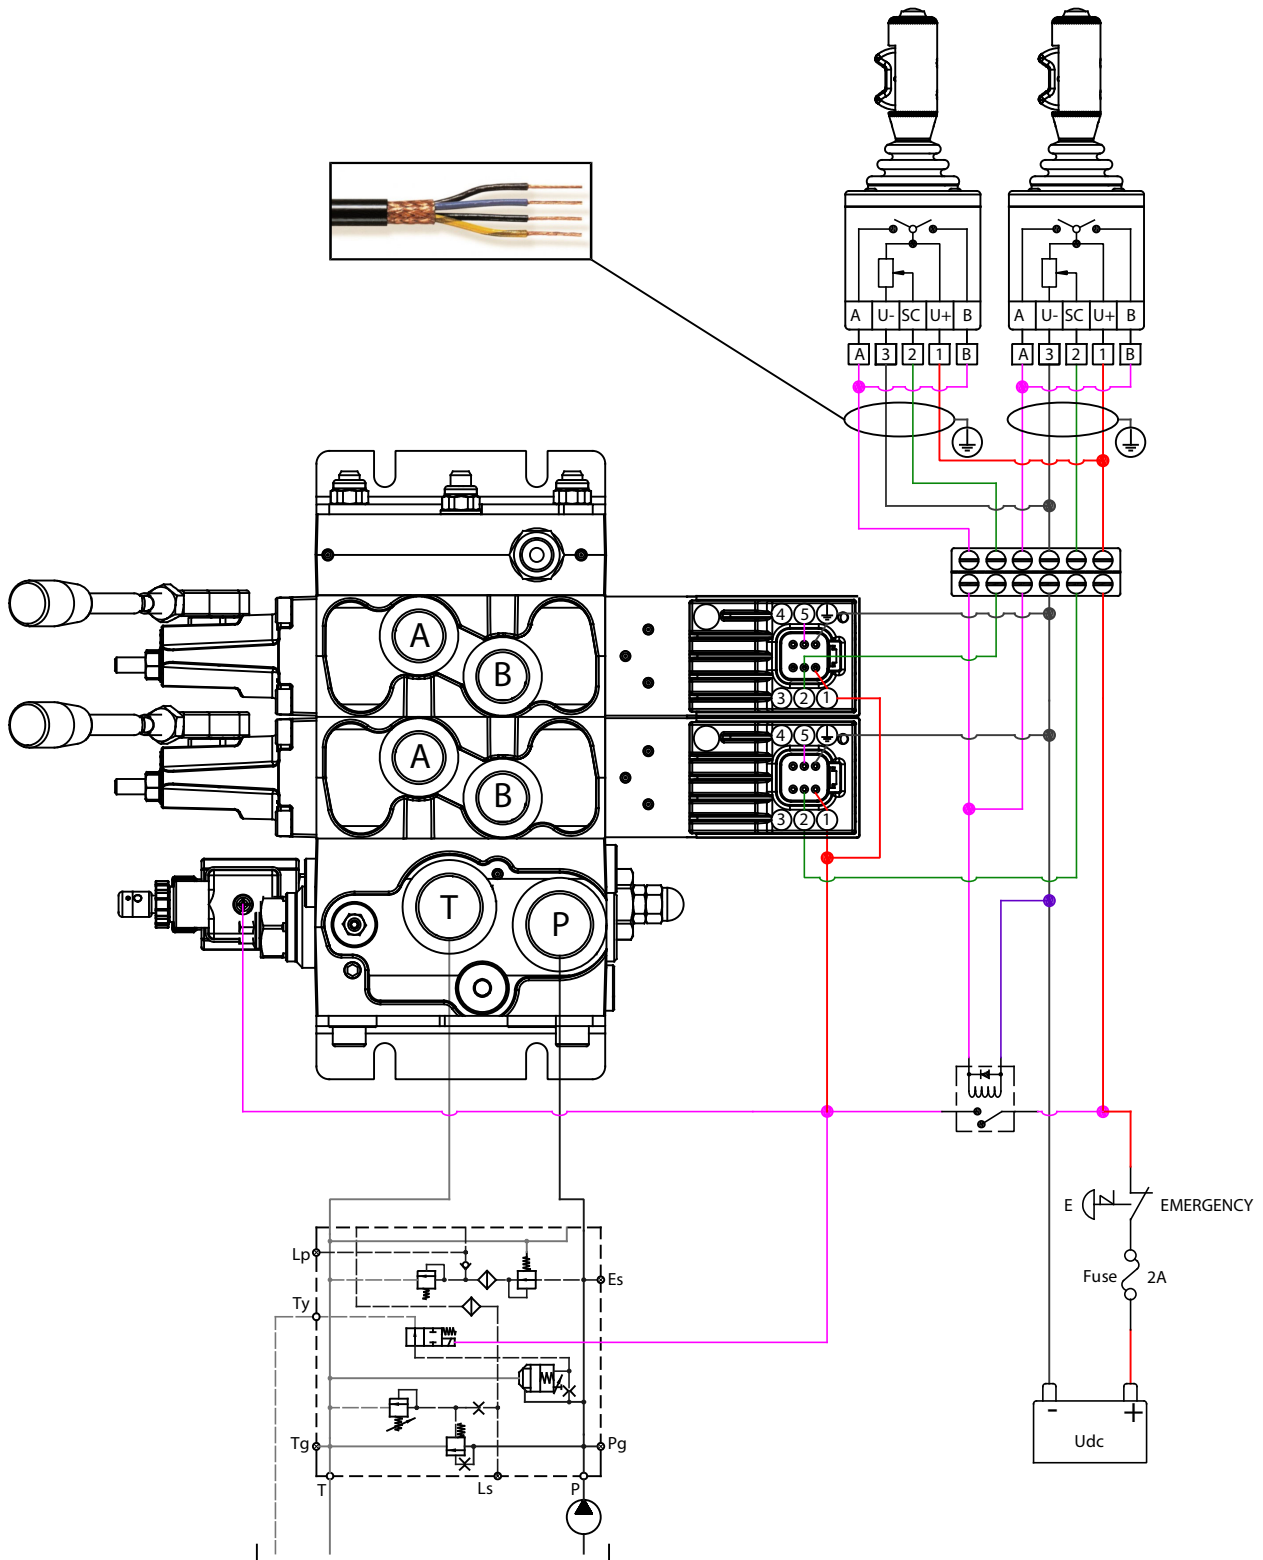 A U- SC U+ B
A U- SC U+ B
A 3 2 1 B
A 3 2 1 B
4 5
A
B
3 2 1
4 5
A
B
3 2 1
T
P
E EMERGENCY
Lp
Es
Fuse 2A
Ty
- +
Udc
Tg
Pg
T
Ls
P